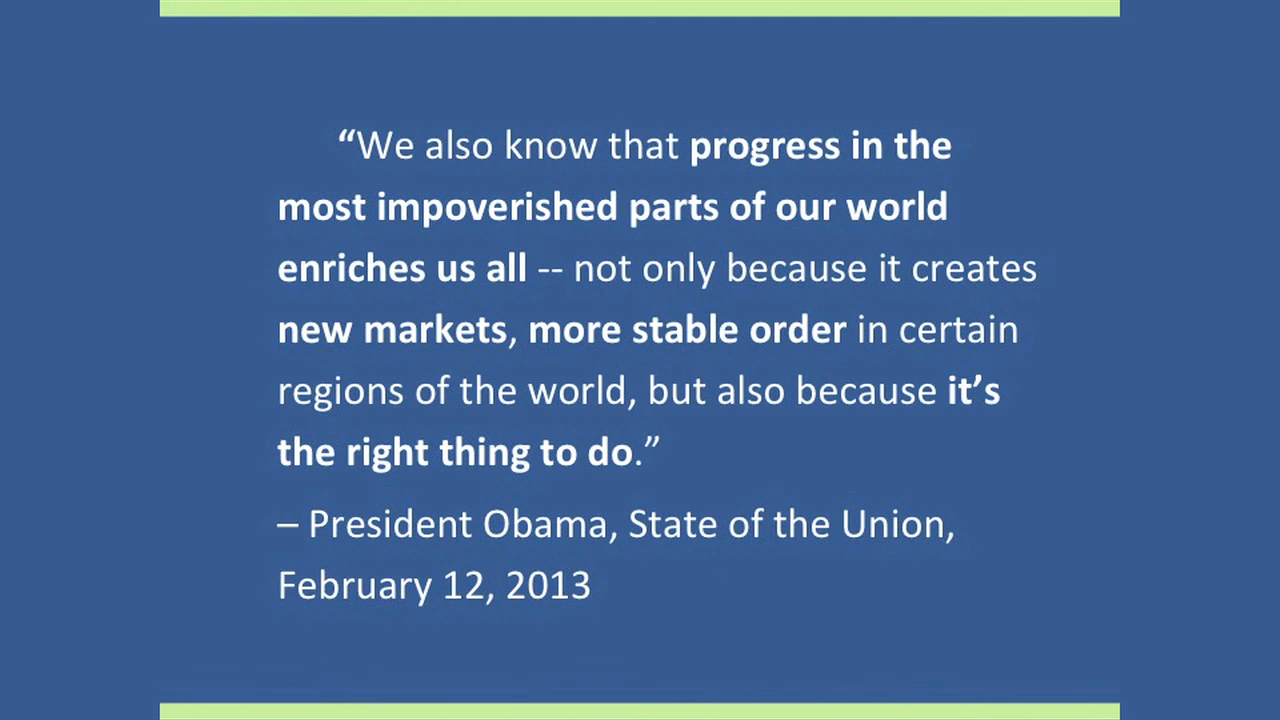 “We also know that progress in the
most impoverished parts of our world
enriches us all -- not only because it creates
new markets, more stable order in certain
regions of the world, but also because it’s
the right thing to do.”
– President Obama, State of the Union,
February 12, 2013